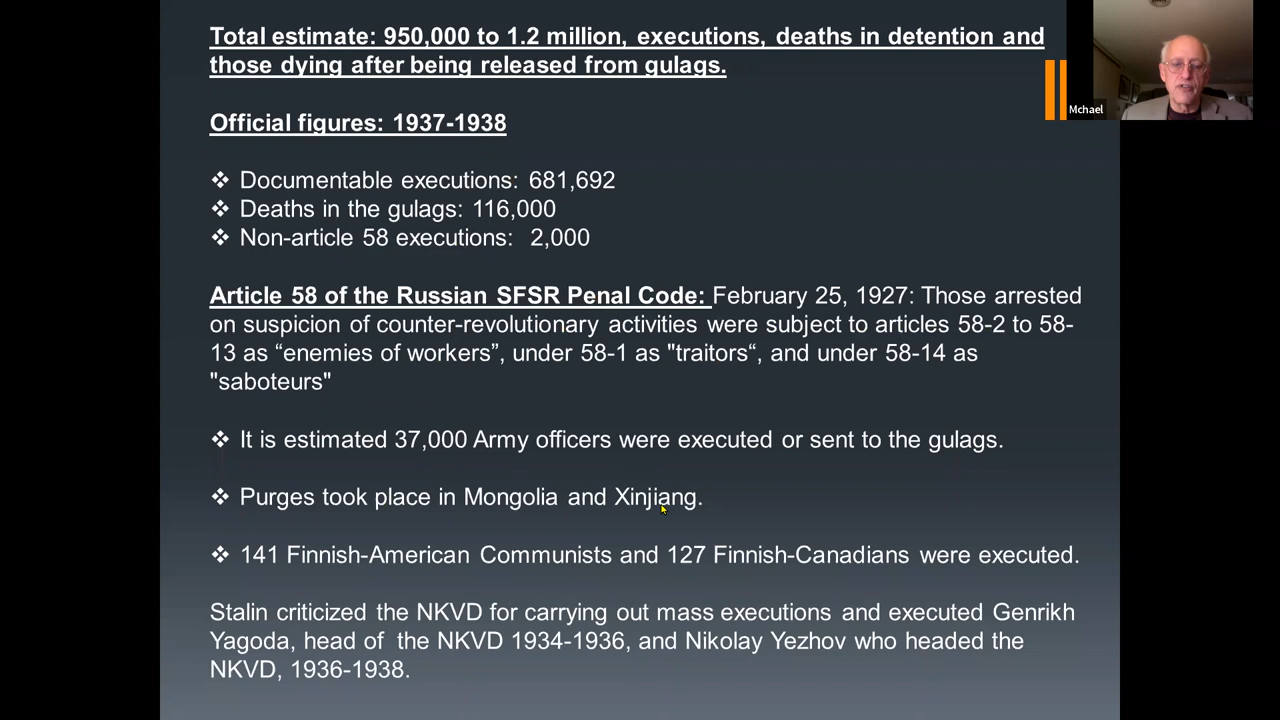 Total estimate: 950,000 to 1.2 million, executions, deaths in detention and
those dying after being released from gulags.
Official figures: 1937-1938
❖ Documentable executions: 681,692
❖ Deaths in the gulags: 116,000
❖ Non-article 58 executions: 2,000
Article 58 of the Russian SFSR Penal Code: February 25, 1927: Those arrested
on suspicion of counter-revolutionary activities were subject to articles 58-2 to 58-
13 as “enemies of workers”, under 58-1 as "traitors“, and under 58-14 as
"saboteurs"
❖ It is estimated 37,000 Army officers were executed or sent to the gulags.
❖ Purges took place in Mongolia and Xinjiang.
❖ 141 Finnish-American Communists and 127 Finnish-Canadians were executed.
Stalin criticized the NKVD for carrying out mass executions and executed Genrikh
Yagoda, head of the NKVD 1934-1936, and Nikolay Yezhov who headed the
NKVD, 1936-1938.
Mchael